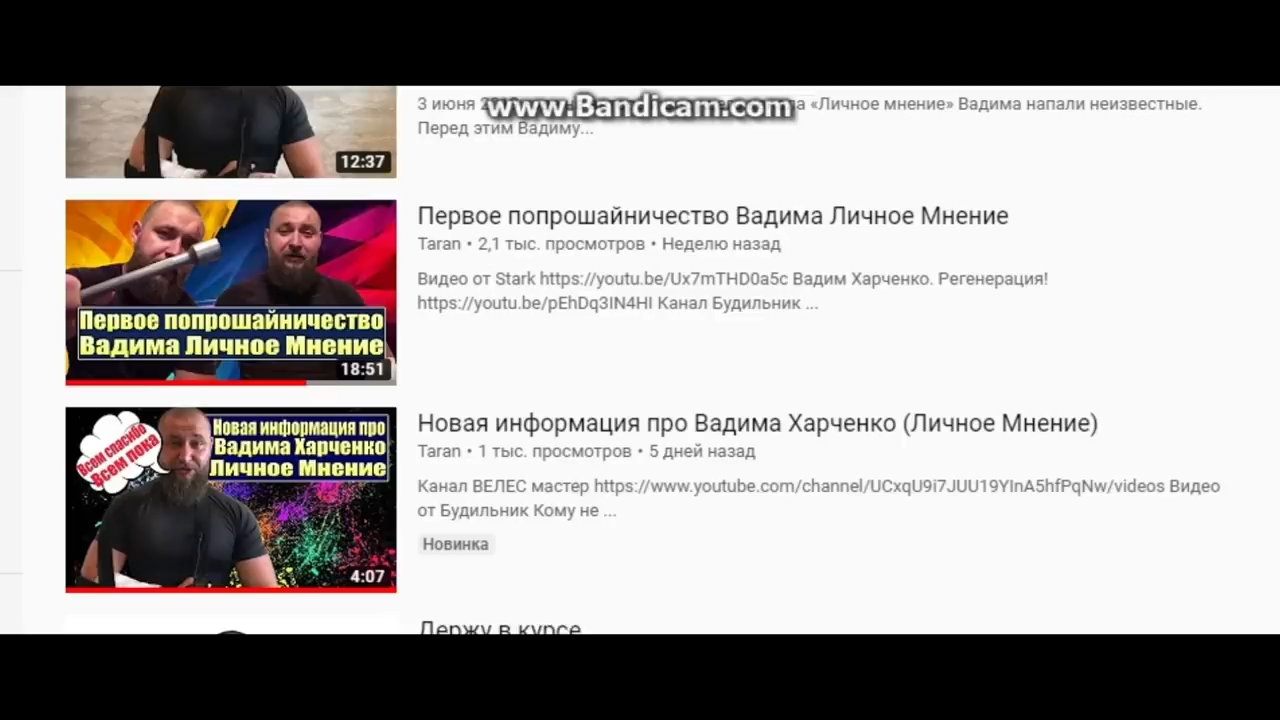 www.Bandicam.com
3 июня «Личное мнение» Вадима напали неизвестные.
Перед этим Вадиму...
12:37
Первое попрошайничество Вадима Личное Мнение
Taran • 2,1 тыс. просмотров • Неделю назад
Видео от Stark https://youtu.be/Ux7mTHD0a5c Вадим Харченко. Регенерация!
https://youtu.be/pEhDq3IN4HI Канал Будильник ...
Первое попрошайничество
Вадима Личное Мнение
18:51
Новая информация про Вадима Харченко (Личное Мнение)
Taran • 1 тыс. просмотров • 5 дней назад
Канал ВЕЛЕС мастер https://www.youtube.com/channel/UCxqU9i7JUU19YInA5hfPqNw/videos Видео
от Будильник Кому не ...
Новинка
Всем спасибо
Всем пока
Новая информация про
Вадима Харченко
Личное Мнение
4:07
Держу в курсе